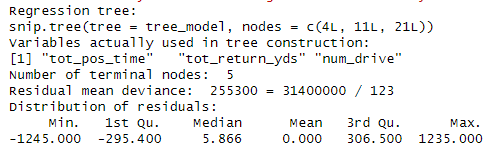 Regression tree:
snip.tree(tree = tree_model, nodes = c(4L, 11L, 21L))
Variables actually used in tree construction:
[1] "tot_pos_time"   "tot_return_yds" "num_drive"
Number of terminal nodes:  5
Residual mean deviance:  255300 = 31400000 / 123
Distribution of residuals:
     Min.   1st Qu.    Median      Mean   3rd Qu.      Max.
-1245.000  -295.400     5.866     0.000   306.500  1235.000